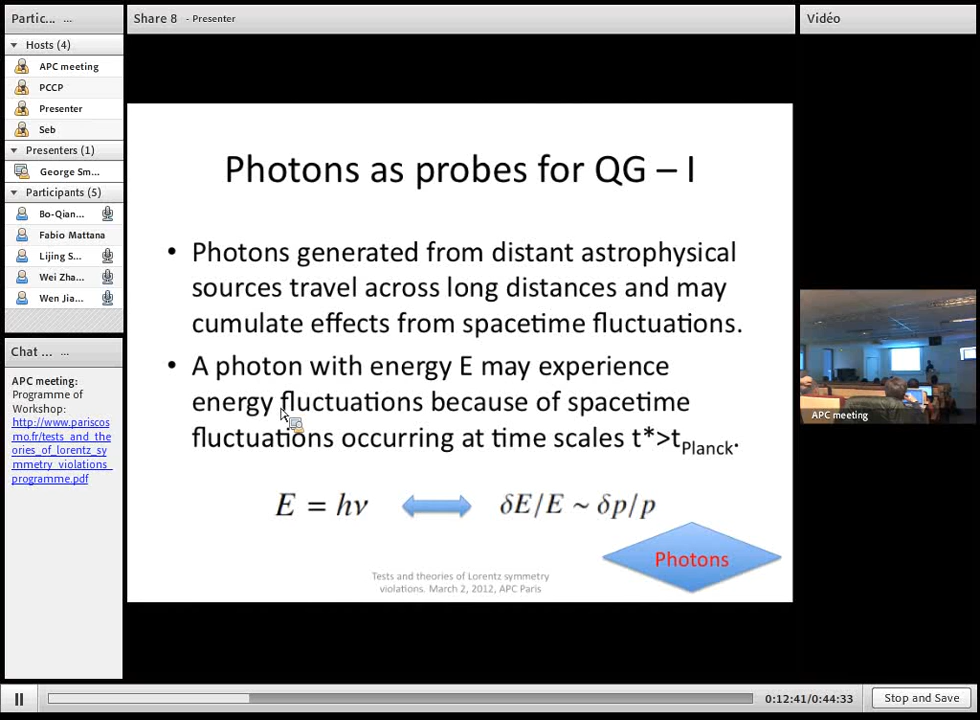 Partic... ...
Hosts (4)
APC meeting
PCCP
Presenter
Seb
Presenters (1)
George Sm...
Participants (5)
Bo-Qian...
Fabio Mattana
Lijing S...
Wei Zha...
Wen Jia...
Chat ... ...
APC meeting:
Programme of
Workshop:
http://www.parisco
smo.fr/tests_and_the
ories_of_lorentz_sy
mmetry_violations_
programme.pdf
Share 8 - Presenter
Photons as probes for QG – I
• Photons generated from distant astrophysical
sources travel across long distances and may
cumulate effects from spacetime fluctuations.
• A photon with energy E may experience
energy fluctuations because of spacetime
fluctuations occurring at time scales t*>tPlanck.
E = hν δE/E ~ δp/p
Photons
Tests and theories of Lorentz symmetry
violations. March 2, 2012, APC Paris
Vidéo
APC meeting
0:12:41/0:44:33
Stop and Save